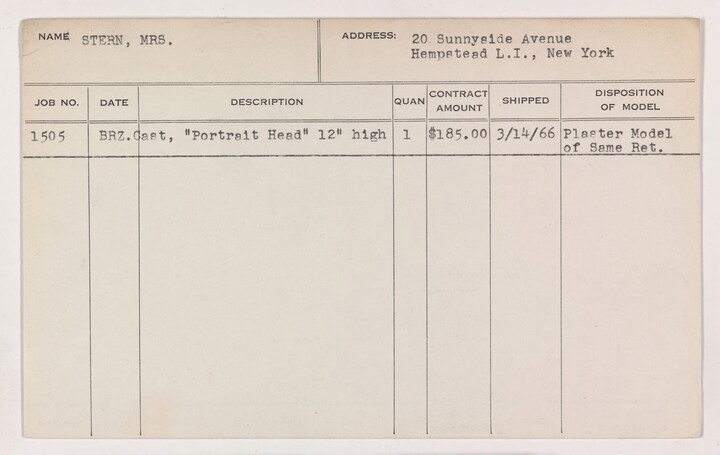 NAME STERN, MRS. ADDRESS: 20 Sunnyside Avenue
Hempstead L.I., New York
JOB NO. DATE DESCRIPTION QUAN CONTRACT AMOUNT SHIPPED DISPOSITION OF MODEL
1505 BRZ.Cast, "Portrait Head" 12" high 1 $185.00 3/14/66 Plaster Model
of Same Ret.